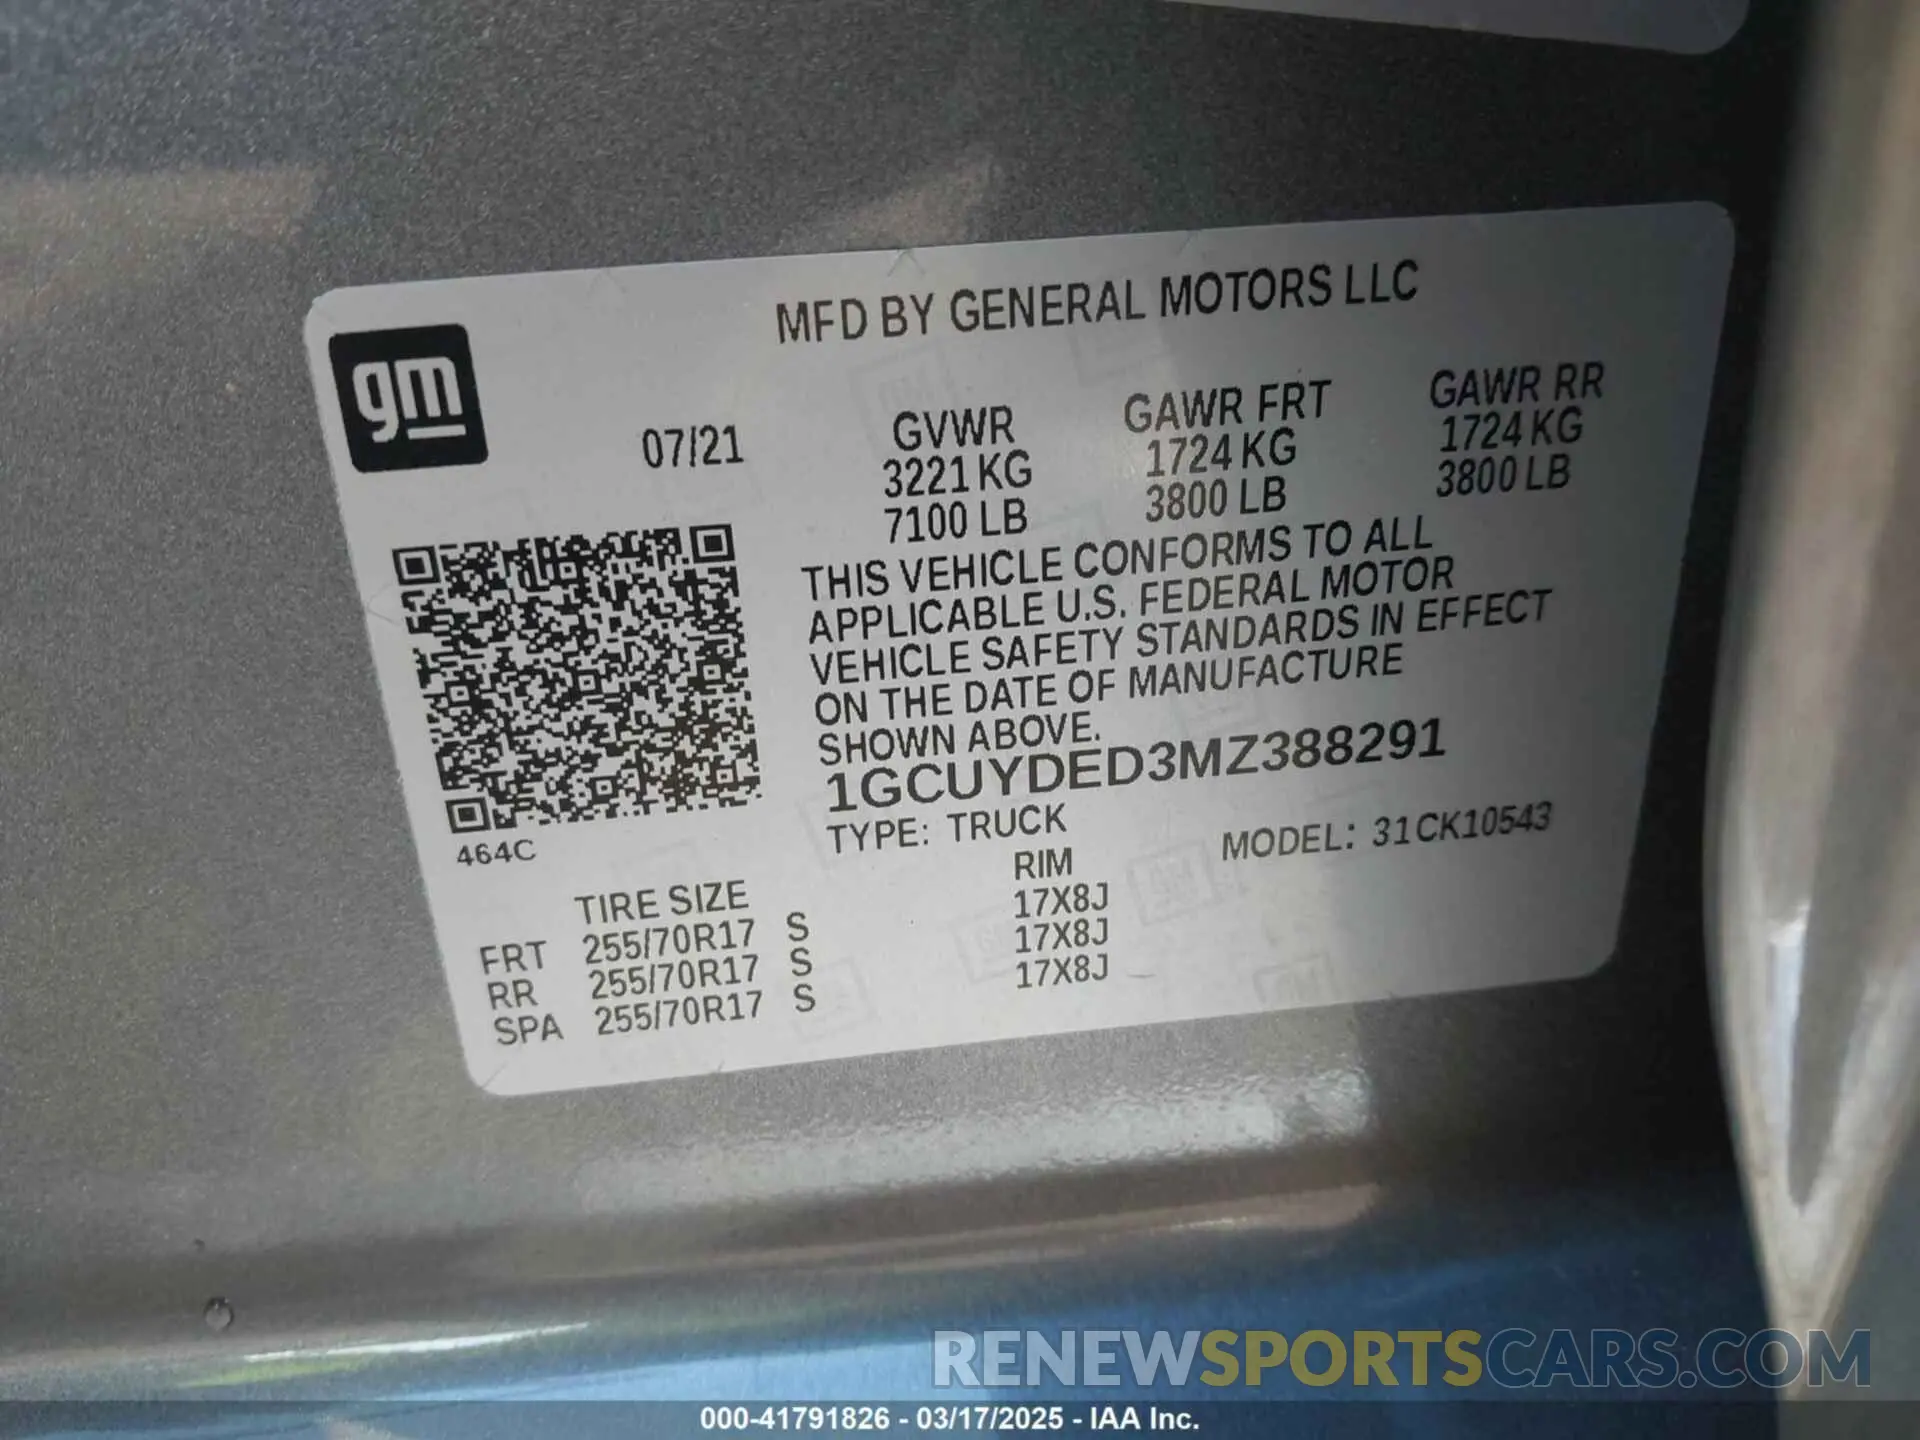 MFD BY GENERAL MOTORS LLC
gm
07/21
GVWR GAWR FRT GAWR RR
3221 KG 1724 KG 1724 KG
7100 LB 3800 LB 3800 LB
THIS VEHICLE CONFORMS TO ALL
APPLICABLE U.S. FEDERAL MOTOR
VEHICLE SAFETY STANDARDS IN EFFECT
ON THE DATE OF MANUFACTURE
SHOWN ABOVE.
1GCUYDED3MZ388291
TYPE: TRUCK MODEL: 31CK10543
464C
TIRE SIZE RIM
FRT 255/70R17 S 17X8J
RR 255/70R17 S 17X8J
SPA 255/70R17 S 17X8J
RENEWSPORTSCARS.COM
000-41791826 - 03/17/2025 - IAA Inc.